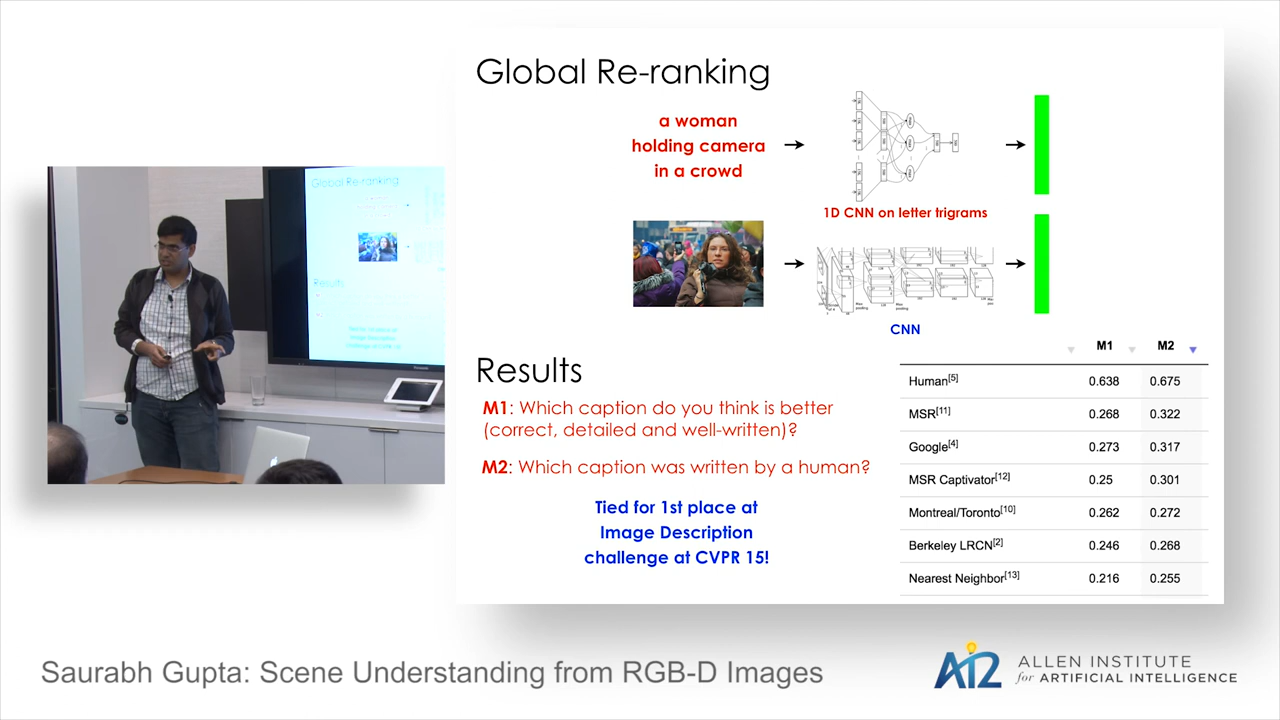 Global Re-ranking
a woman
holding camera
in a crowd
1D CNN on letter trigrams
CNN
Results
M1: Which caption do you think is better
(correct, detailed and well-written)?
M2: Which caption was written by a human?
Tied for 1st place at
Image Description
challenge at CVPR 15!
M1 M2
Human[5] 0.638 0.675
MSR[11] 0.268 0.322
Google[4] 0.273 0.317
MSR Captivator[12] 0.25 0.301
Montreal/Toronto[10] 0.262 0.272
Berkeley LRCN[2] 0.246 0.268
Nearest Neighbor[13] 0.216 0.255
Global Re-ranking
Results
Saurabh Gupta: Scene Understanding from RGB-D Images
AI2 ALLEN INSTITUTE
for ARTIFICIAL INTELLIGENCE